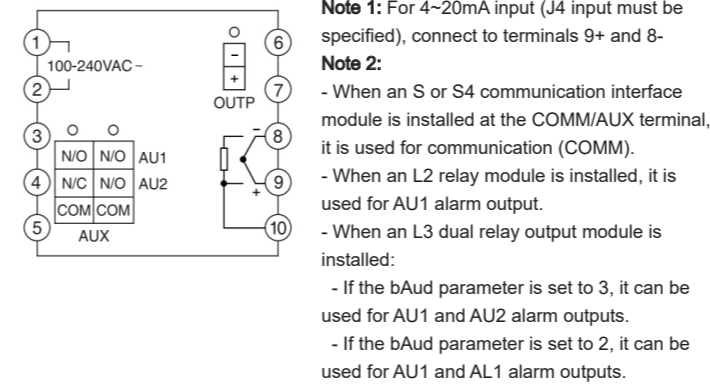 Note 1: For 4~20mA input (J4 input must be
specified), connect to terminals 9+ and 8-
Note 2:
- When an S or S4 communication interface
module is installed at the COMM/AUX terminal,
it is used for communication (COMM).
- When an L2 relay module is installed, it is
used for AU1 alarm output.
- When an L3 dual relay output module is
installed:
- If the bAud parameter is set to 3, it can be
used for AU1 and AU2 alarm outputs.
- If the bAud parameter is set to 2, it can be
used for AU1 and AL1 alarm outputs.
1
100-240VAC~
2
3
N/O N/O AU1
4 N/C N/O AU2
COM COM
5
AUX
6
-
+
7
OUTP
- 8
9
+
10